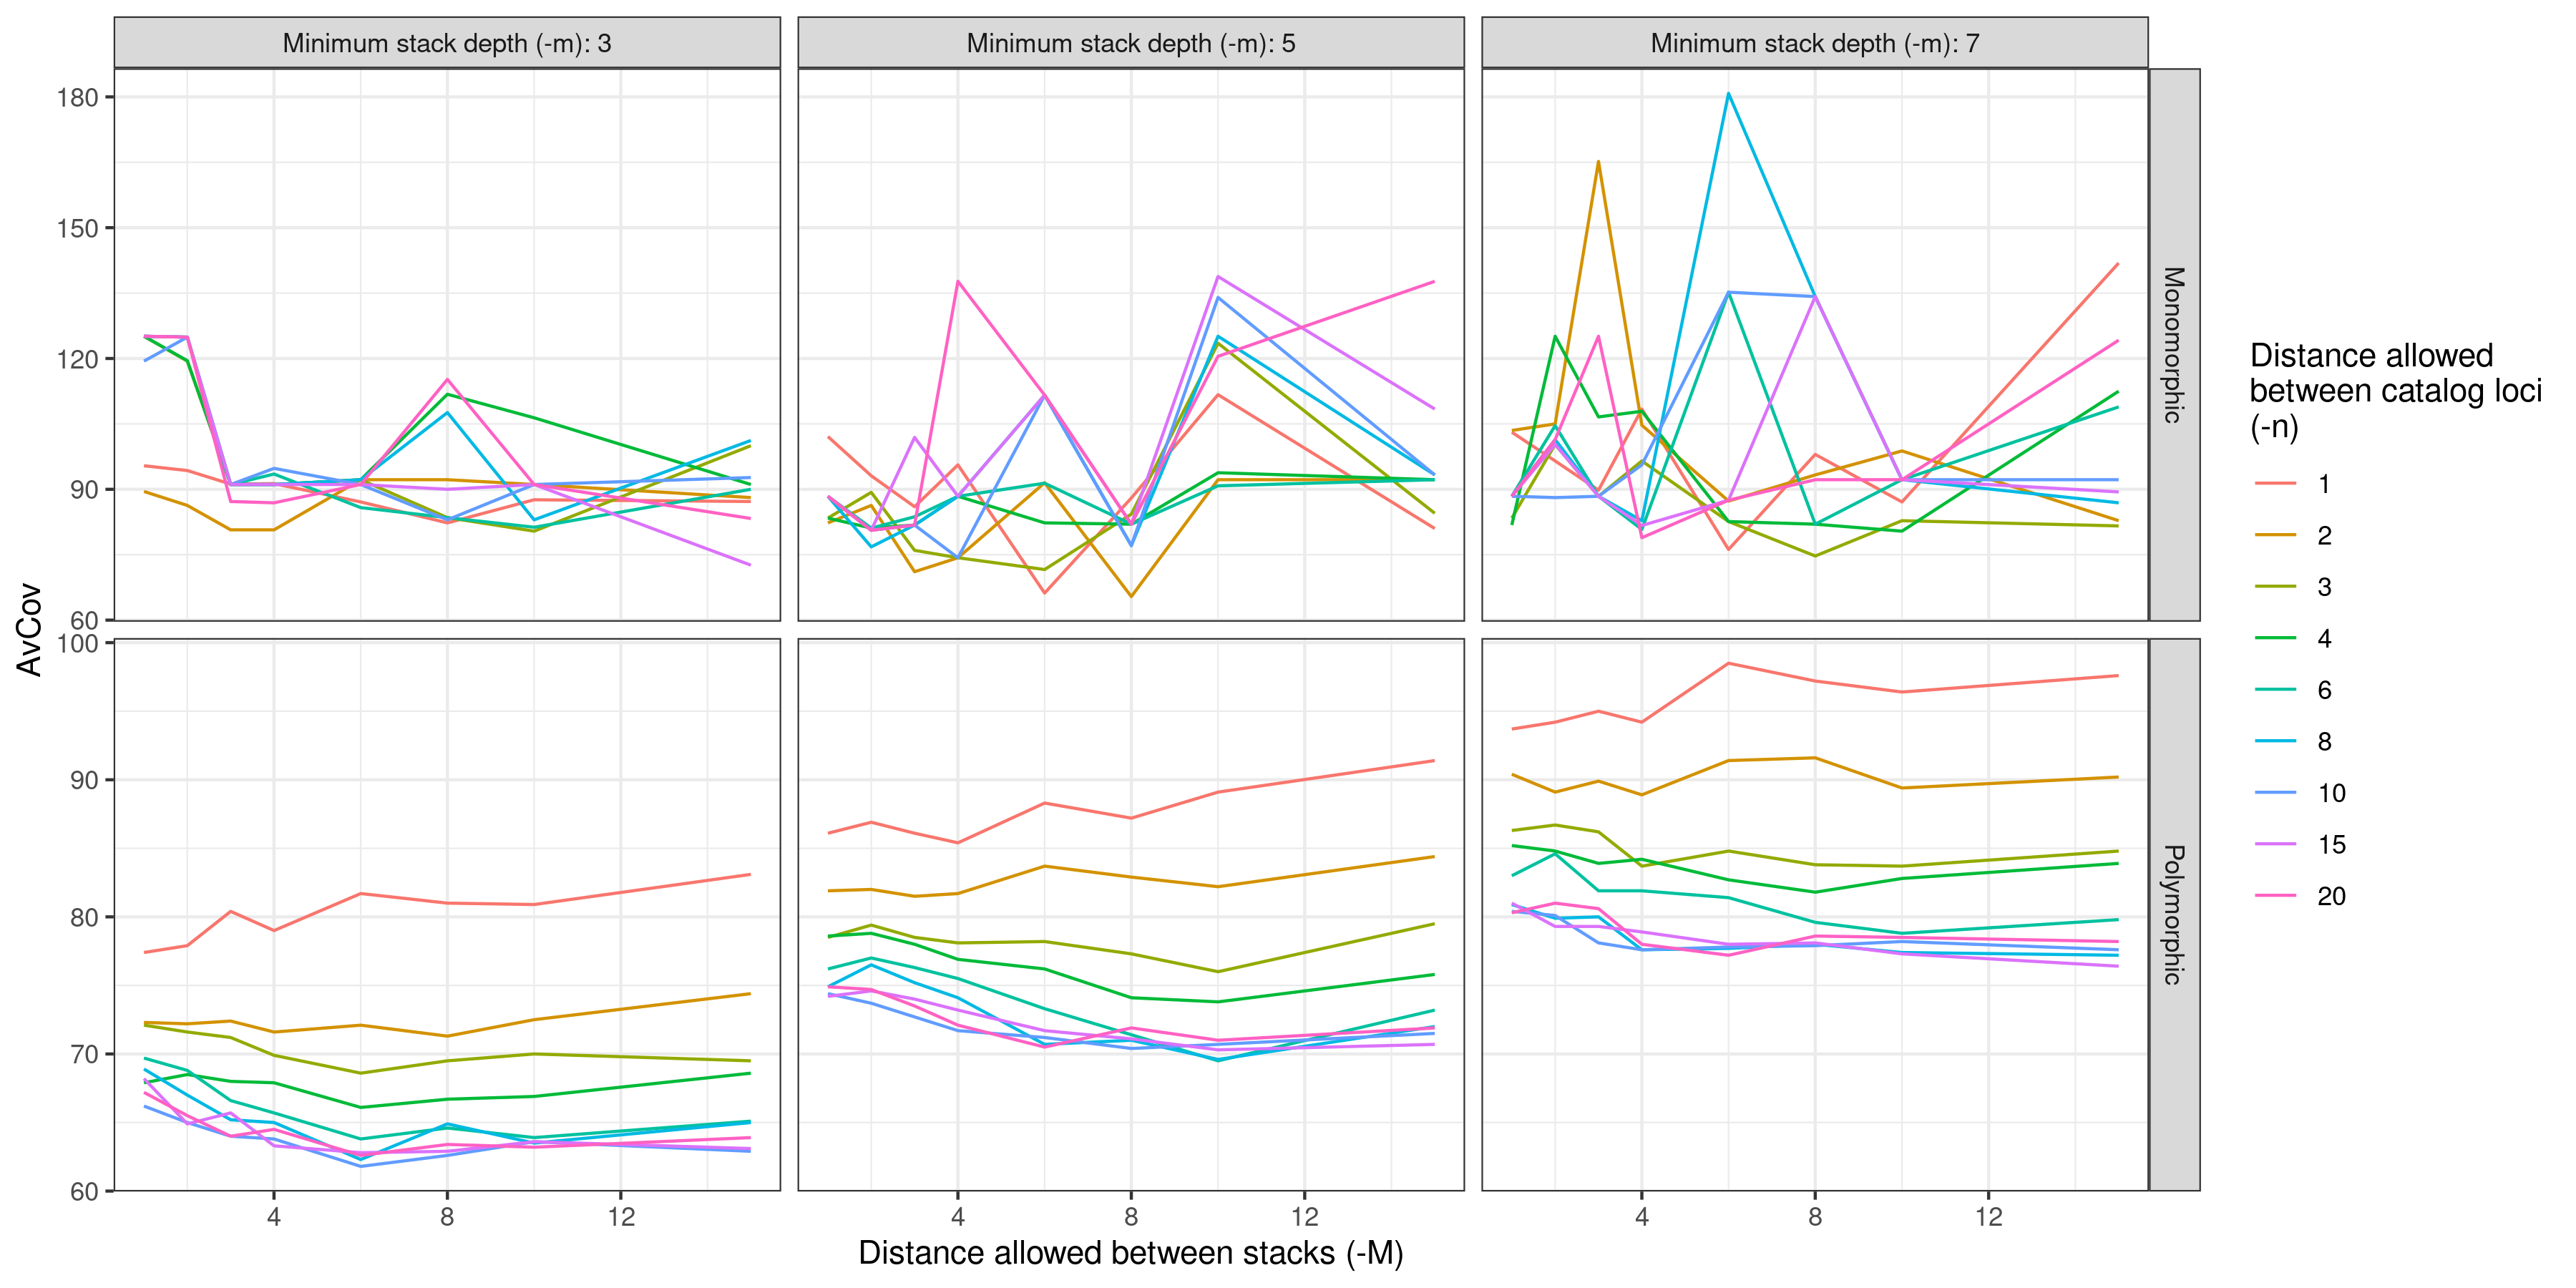 Minimum stack depth (-m): 3
Minimum stack depth (-m): 5
Minimum stack depth (-m): 7
180
150
120
90
60
Monomorphic
100
90
80
70
60
Polymorphic
AvCov
4
8
12
4
8
12
4
8
12
Distance allowed between stacks (-M)
Distance allowed
between catalog loci
(-n)
1
2
3
4
6
8
10
15
20